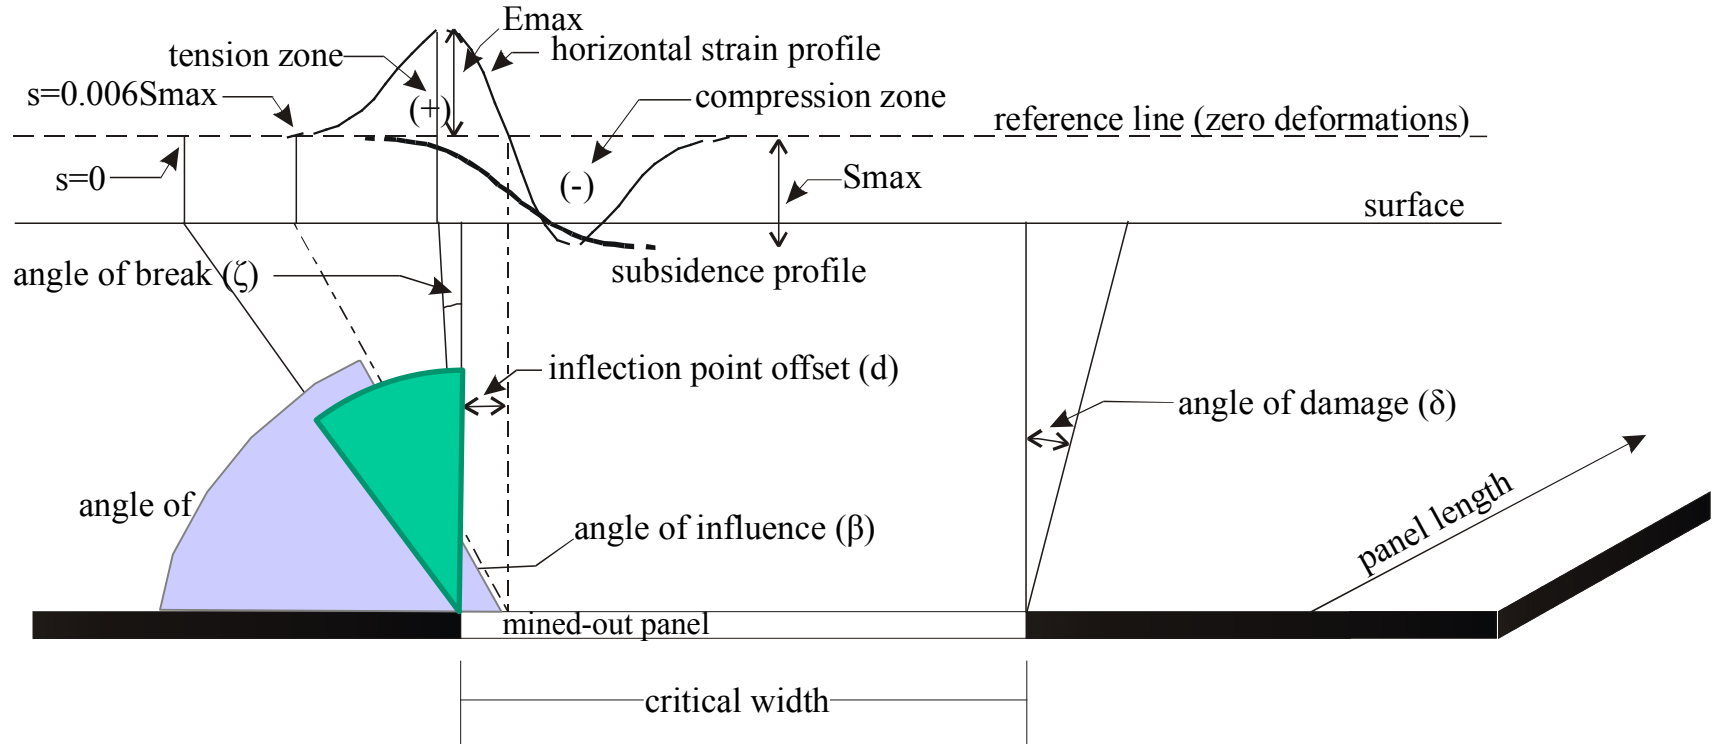 Emax
tension zone
horizontal strain profile
s=0.006Smax
(+)
compression zone
reference line (zero deformations)
s=0
(-)
Smax
surface
angle of break (ζ)
subsidence profile
inflection point offset (d)
angle of damage (δ)
angle of
angle of influence (β)
panel length
mined-out panel
critical width